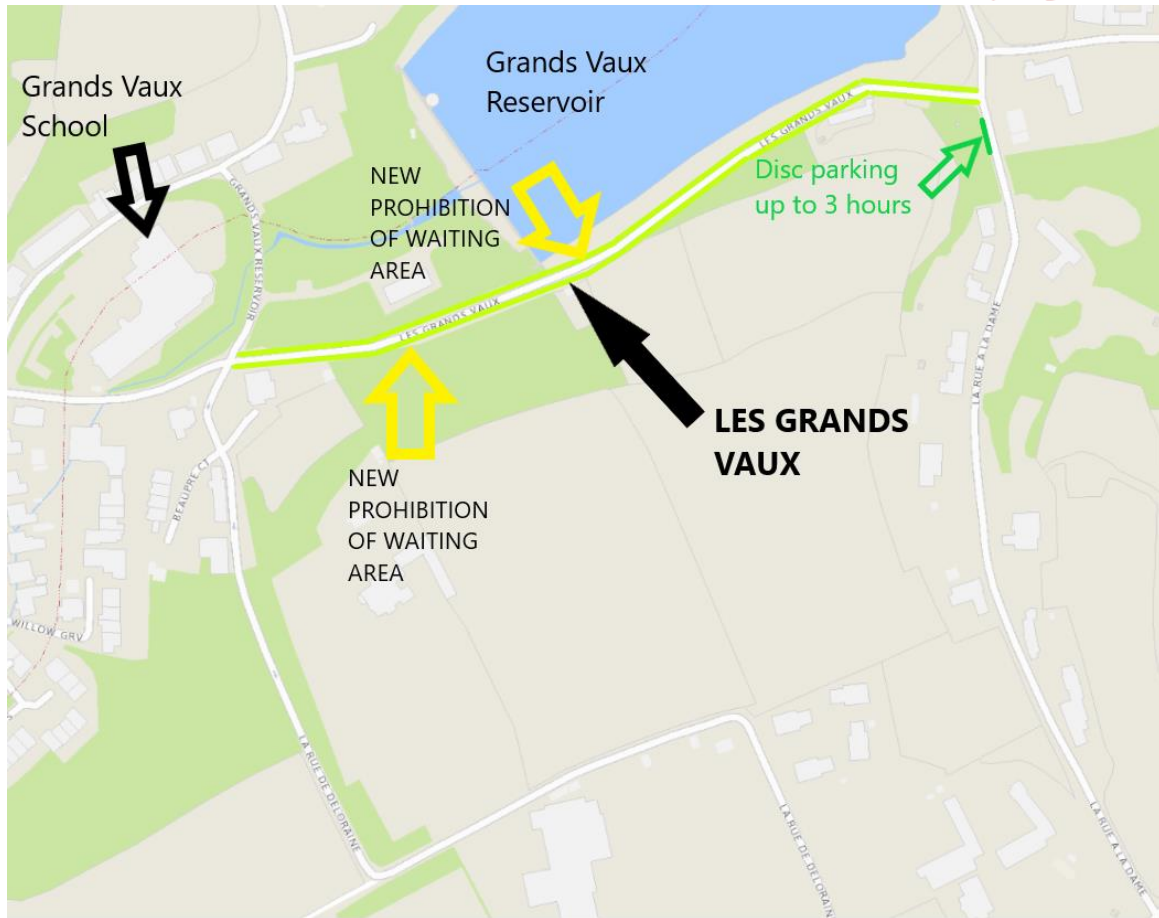 Grands Vaux
School
Grands Vaux
Reservoir
NEW
PROHIBITION
OF WAITING
AREA
Disc parking
up to 3 hours
LES GRANDS VAUX
GRANDS VAUX RESERVOIR
LES GRANDS VAUX
LES GRANDS
VAUX
NEW
PROHIBITION
OF WAITING
AREA
BEAUPRE CT
WILLOW GRV
LA RUE A LA DAME
LA RUE DE DELORAINE
LA RUE DE DELORAINE
LA RUE A LA DAME